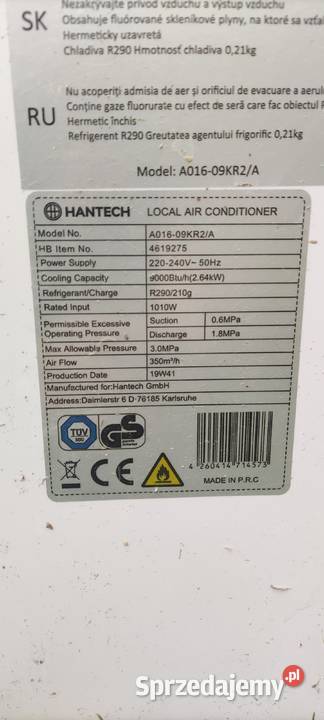 Nezakrývajte prívod vzduchu a výstup vzduchu
SK Obsahuje fluórované sklenikové plyny, na ktoré sa vzťa
Hermeticky uzavretá
Chladiva R290 Hmotnosť chladiva 0,21kg
Nu acoperiți admisia de aer și orificiul de evacuare a aerulu
RU Conține gaze fluorurate cu efect de seră care fac obiectul P
Hermetic închis
Refrigerent R290 Greutatea agentului frigorific 0,21kg
Model: A016-09KR2/A
HANTECH LOCAL AIR CONDITIONER
Model No. A016-09KR2/A
HB Item No. 4619275
Power Supply 220-240V~ 50Hz
Cooling Capacity 9000Btu/h(2.64kW)
Refrigerant/Charge R290/210g
Rated Input 1010W
Permissible Excessive Operating Pressure Suction 0.6MPa
Discharge 1.8MPa
Max Allowable Pressure 3.0MPa
Air Flow 350m³/h
Production Date 19W41
Manufactured for:Hantech GmbH
Address:Daimlerstr 6 D-76185 Karlsruhe
TÜV SÜD GS
4 260414 714573
CE MADE IN P.R.C
Sprzedajemy.pl